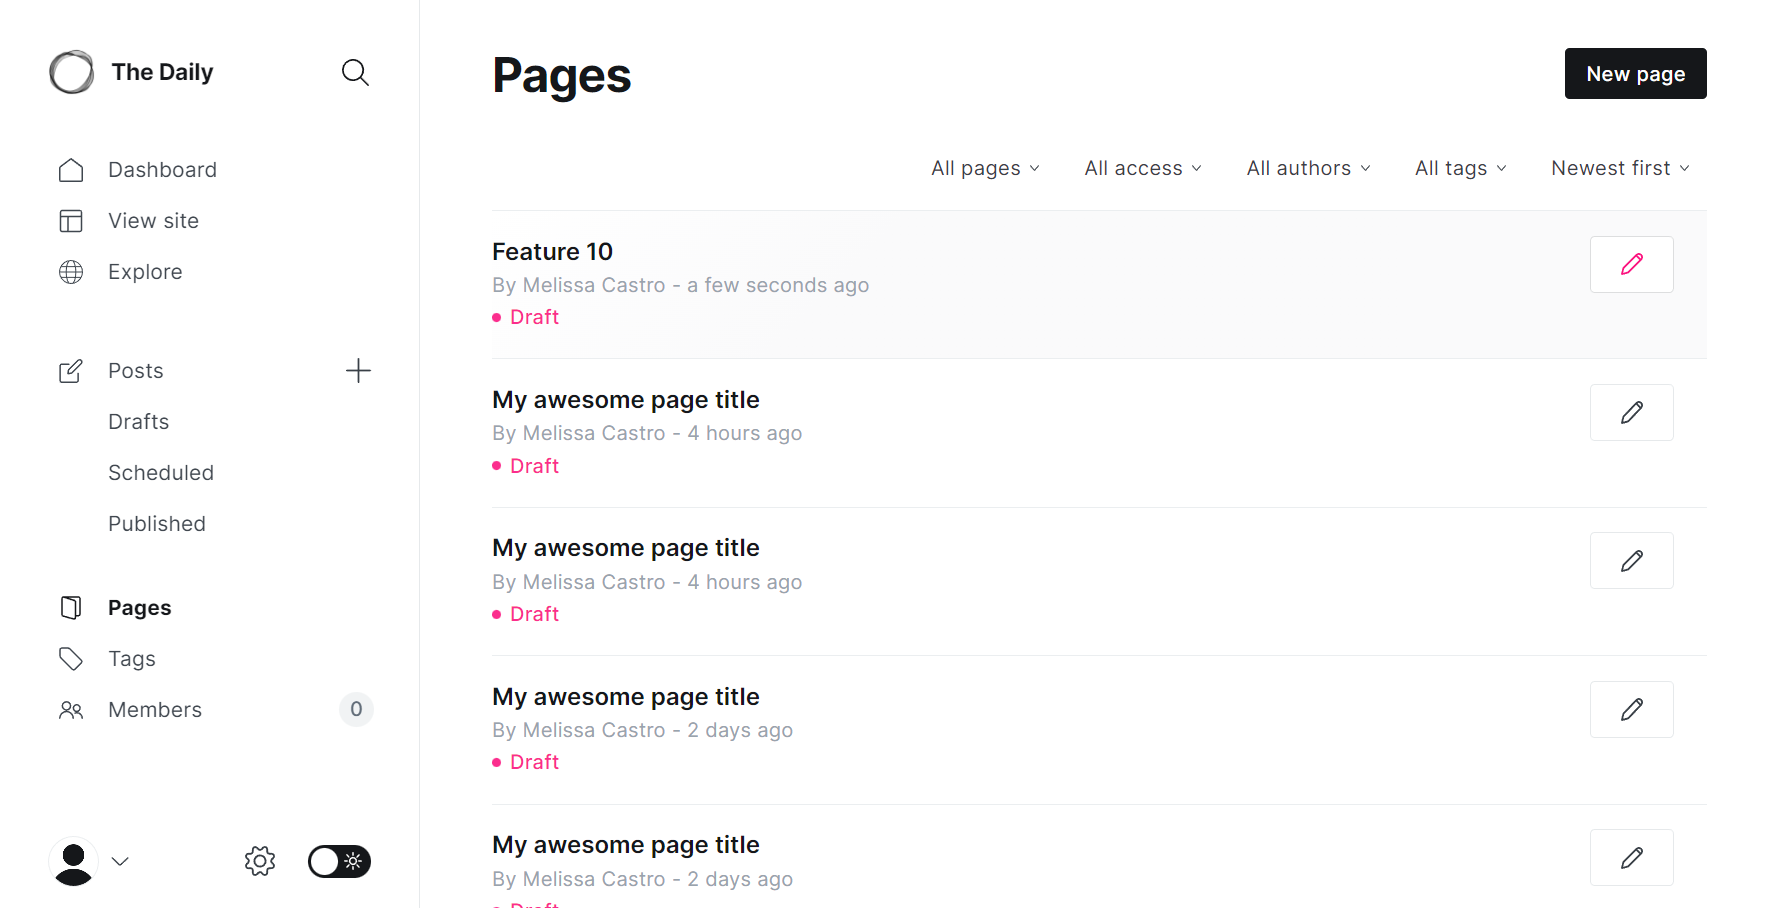 The Daily
Dashboard
View site
Explore
Posts
Drafts
Scheduled
Published
Pages
Tags
Members 0
Pages
New page
All pages All access All authors All tags Newest first
Feature 10
By Melissa Castro - a few seconds ago
Draft
My awesome page title
By Melissa Castro - 4 hours ago
Draft
My awesome page title
By Melissa Castro - 4 hours ago
Draft
My awesome page title
By Melissa Castro - 2 days ago
Draft
My awesome page title
By Melissa Castro - 2 days ago
Draft